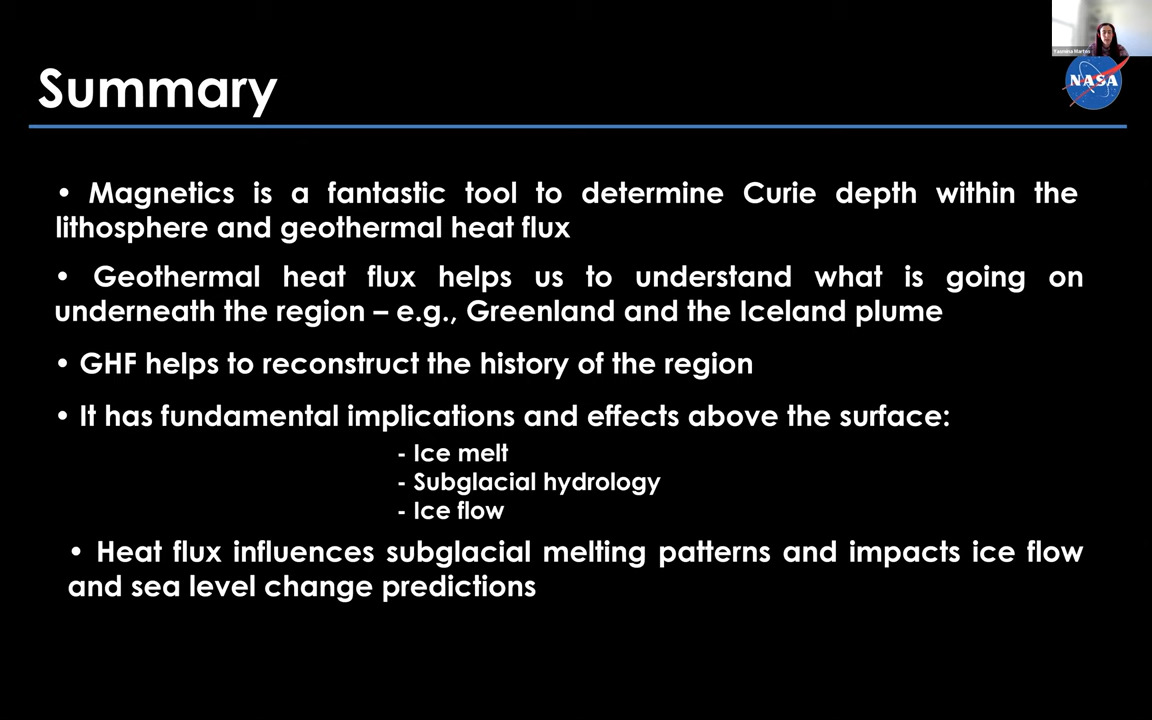 Yasmina Martos
NASA
Summary
• Magnetics is a fantastic tool to determine Curie depth within the
lithosphere and geothermal heat flux
• Geothermal heat flux helps us to understand what is going on
underneath the region – e.g., Greenland and the Iceland plume
• GHF helps to reconstruct the history of the region
• It has fundamental implications and effects above the surface:
- Ice melt
- Subglacial hydrology
- Ice flow
• Heat flux influences subglacial melting patterns and impacts ice flow
and sea level change predictions